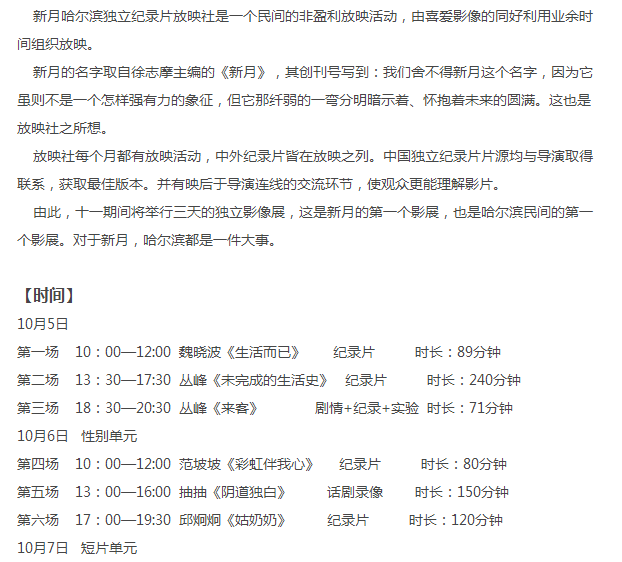 新月哈尔滨独立纪录片放映社是一个民间的非盈利放映活动，由喜爱影像的同好利用业余时
间组织放映。
新月的名字取自徐志摩主编的《新月》，其创刊号写到：我们舍不得新月这个名字，因为它
虽则不是一个怎样强有力的象征，但它那纤弱的一弯分明暗示着、怀抱着未来的圆满。这也是
放映社之所想。
放映社每个月都有放映活动，中外纪录片皆在放映之列。中国独立纪录片片源均与导演取得
联系，获取最佳版本。并有映后于导演连线的交流环节，使观众更能理解影片。
由此，十一期间将举行三天的独立影像展，这是新月的第一个影展，也是哈尔滨民间的第一
个影展。对于新月，哈尔滨都是一件大事。
【时间】
10月5日
第一场 10：00—12:00 魏晓波《生活而已》 纪录片 时长：89分钟
第二场 13：30—17:30 丛峰《未完成的生活史》 纪录片 时长：240分钟
第三场 18：30—20:30 丛峰《来客》 剧情+纪录+实验 时长：71分钟
10月6日 性别单元
第四场 10：00—12:00 范坡坡《彩虹伴我心》 纪录片 时长：80分钟
第五场 13：00—16:00 抽抽《阴道独白》 话剧录像 时长：150分钟
第六场 17：00—19:30 邱炯炯《姑奶奶》 纪录片 时长：120分钟
10月7日 短片单元